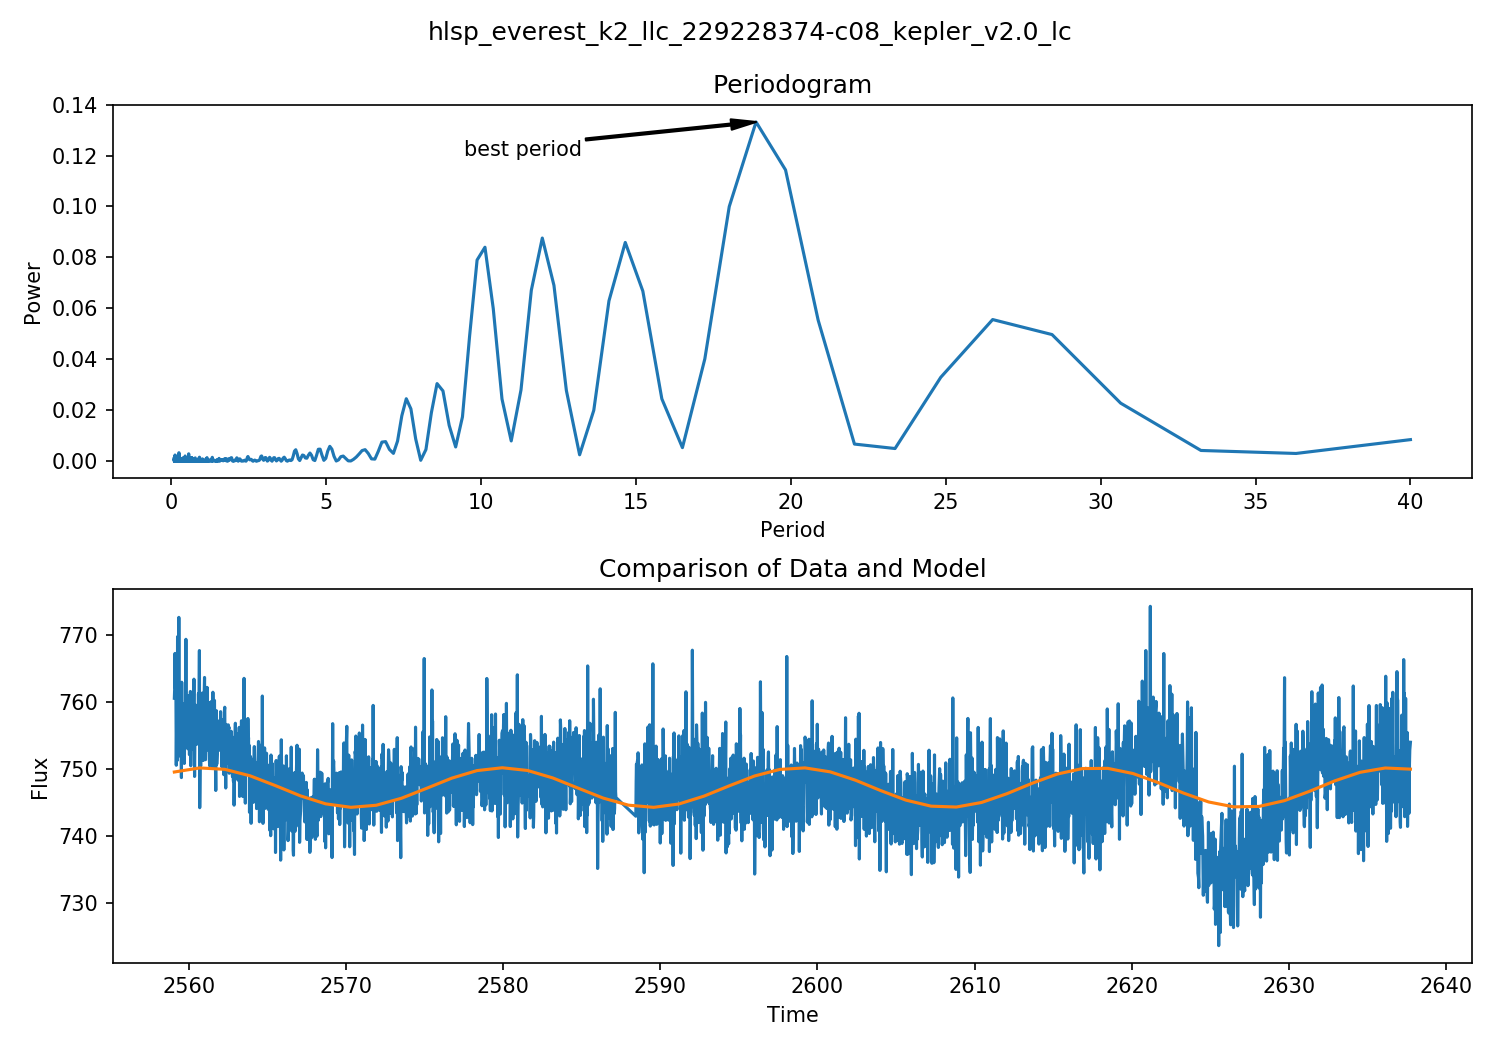 hlsp_everest_k2_llc_229228374-c08_kepler_v2.0_lc
Periodogram
0.14
0.12
0.10
0.08
0.06
0.04
0.02
0.00
Power
best period
0 5 10 15 20 25 30 35 40
Period
Comparison of Data and Model
770
760
750
740
730
Flux
2560 2570 2580 2590 2600 2610 2620 2630 2640
Time